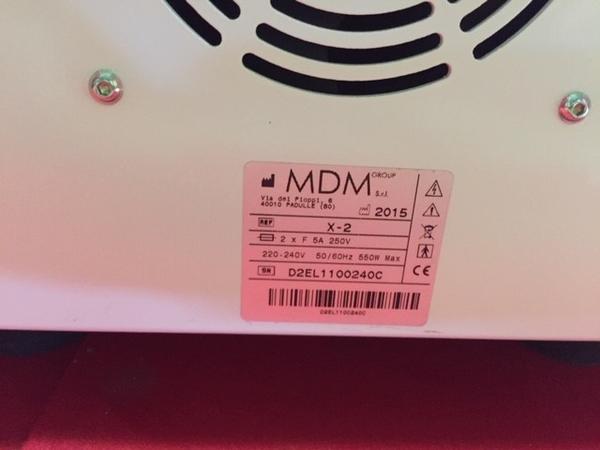 MDM GROUP S.r.l.
Via dei Pioppi, 6
40010 PADULLE (BO)
2015
REF X-2
2 x F 5A 250V
220-240V 50/60Hz 550W Max
SN D2EL1100240C
CE
D2EL1100240C